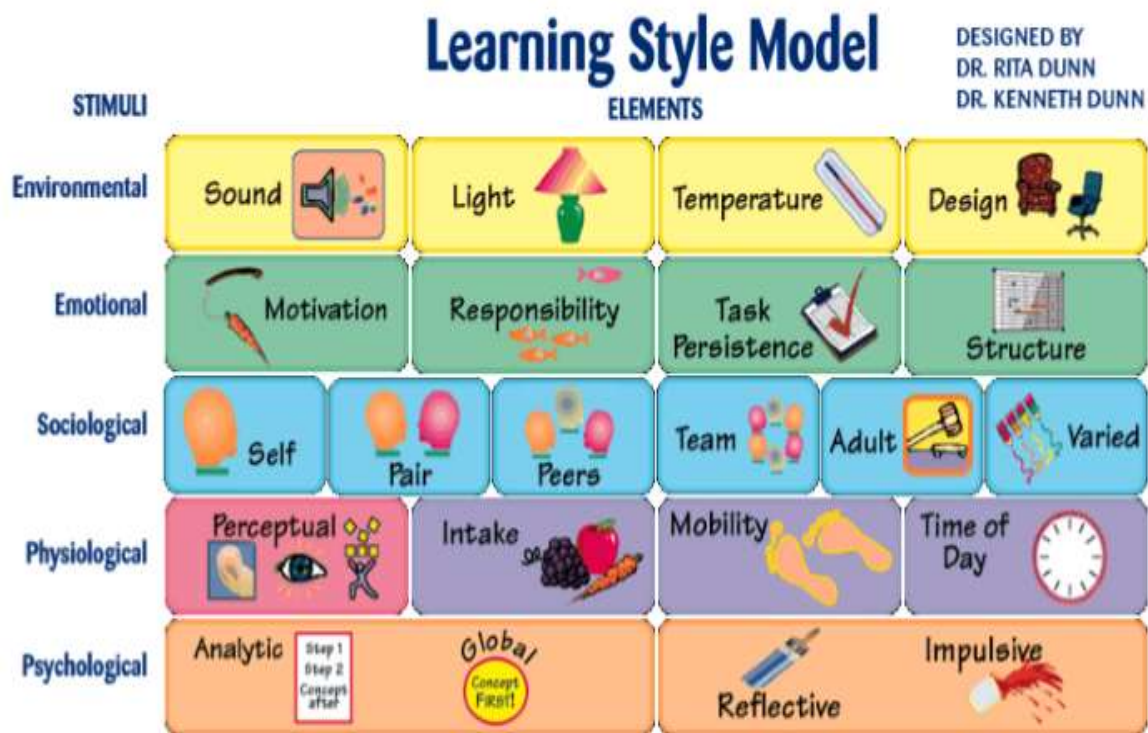 Learning Style Model
DESIGNED BY
DR. RITA DUNN
DR. KENNETH DUNN
STIMULI
ELEMENTS
Environmental
Sound
Light
Temperature
Design
Emotional
Motivation
Responsibility
Task
Persistence
Structure
Sociological
Self
Pair
Peers
Team
Adult
Varied
Physiological
Perceptual
Intake
Mobility
Time of
Day
Psychological
Analytic
Step 1
Step 2
Concept
after
Global
Concept
FIRST!
Reflective
Impulsive